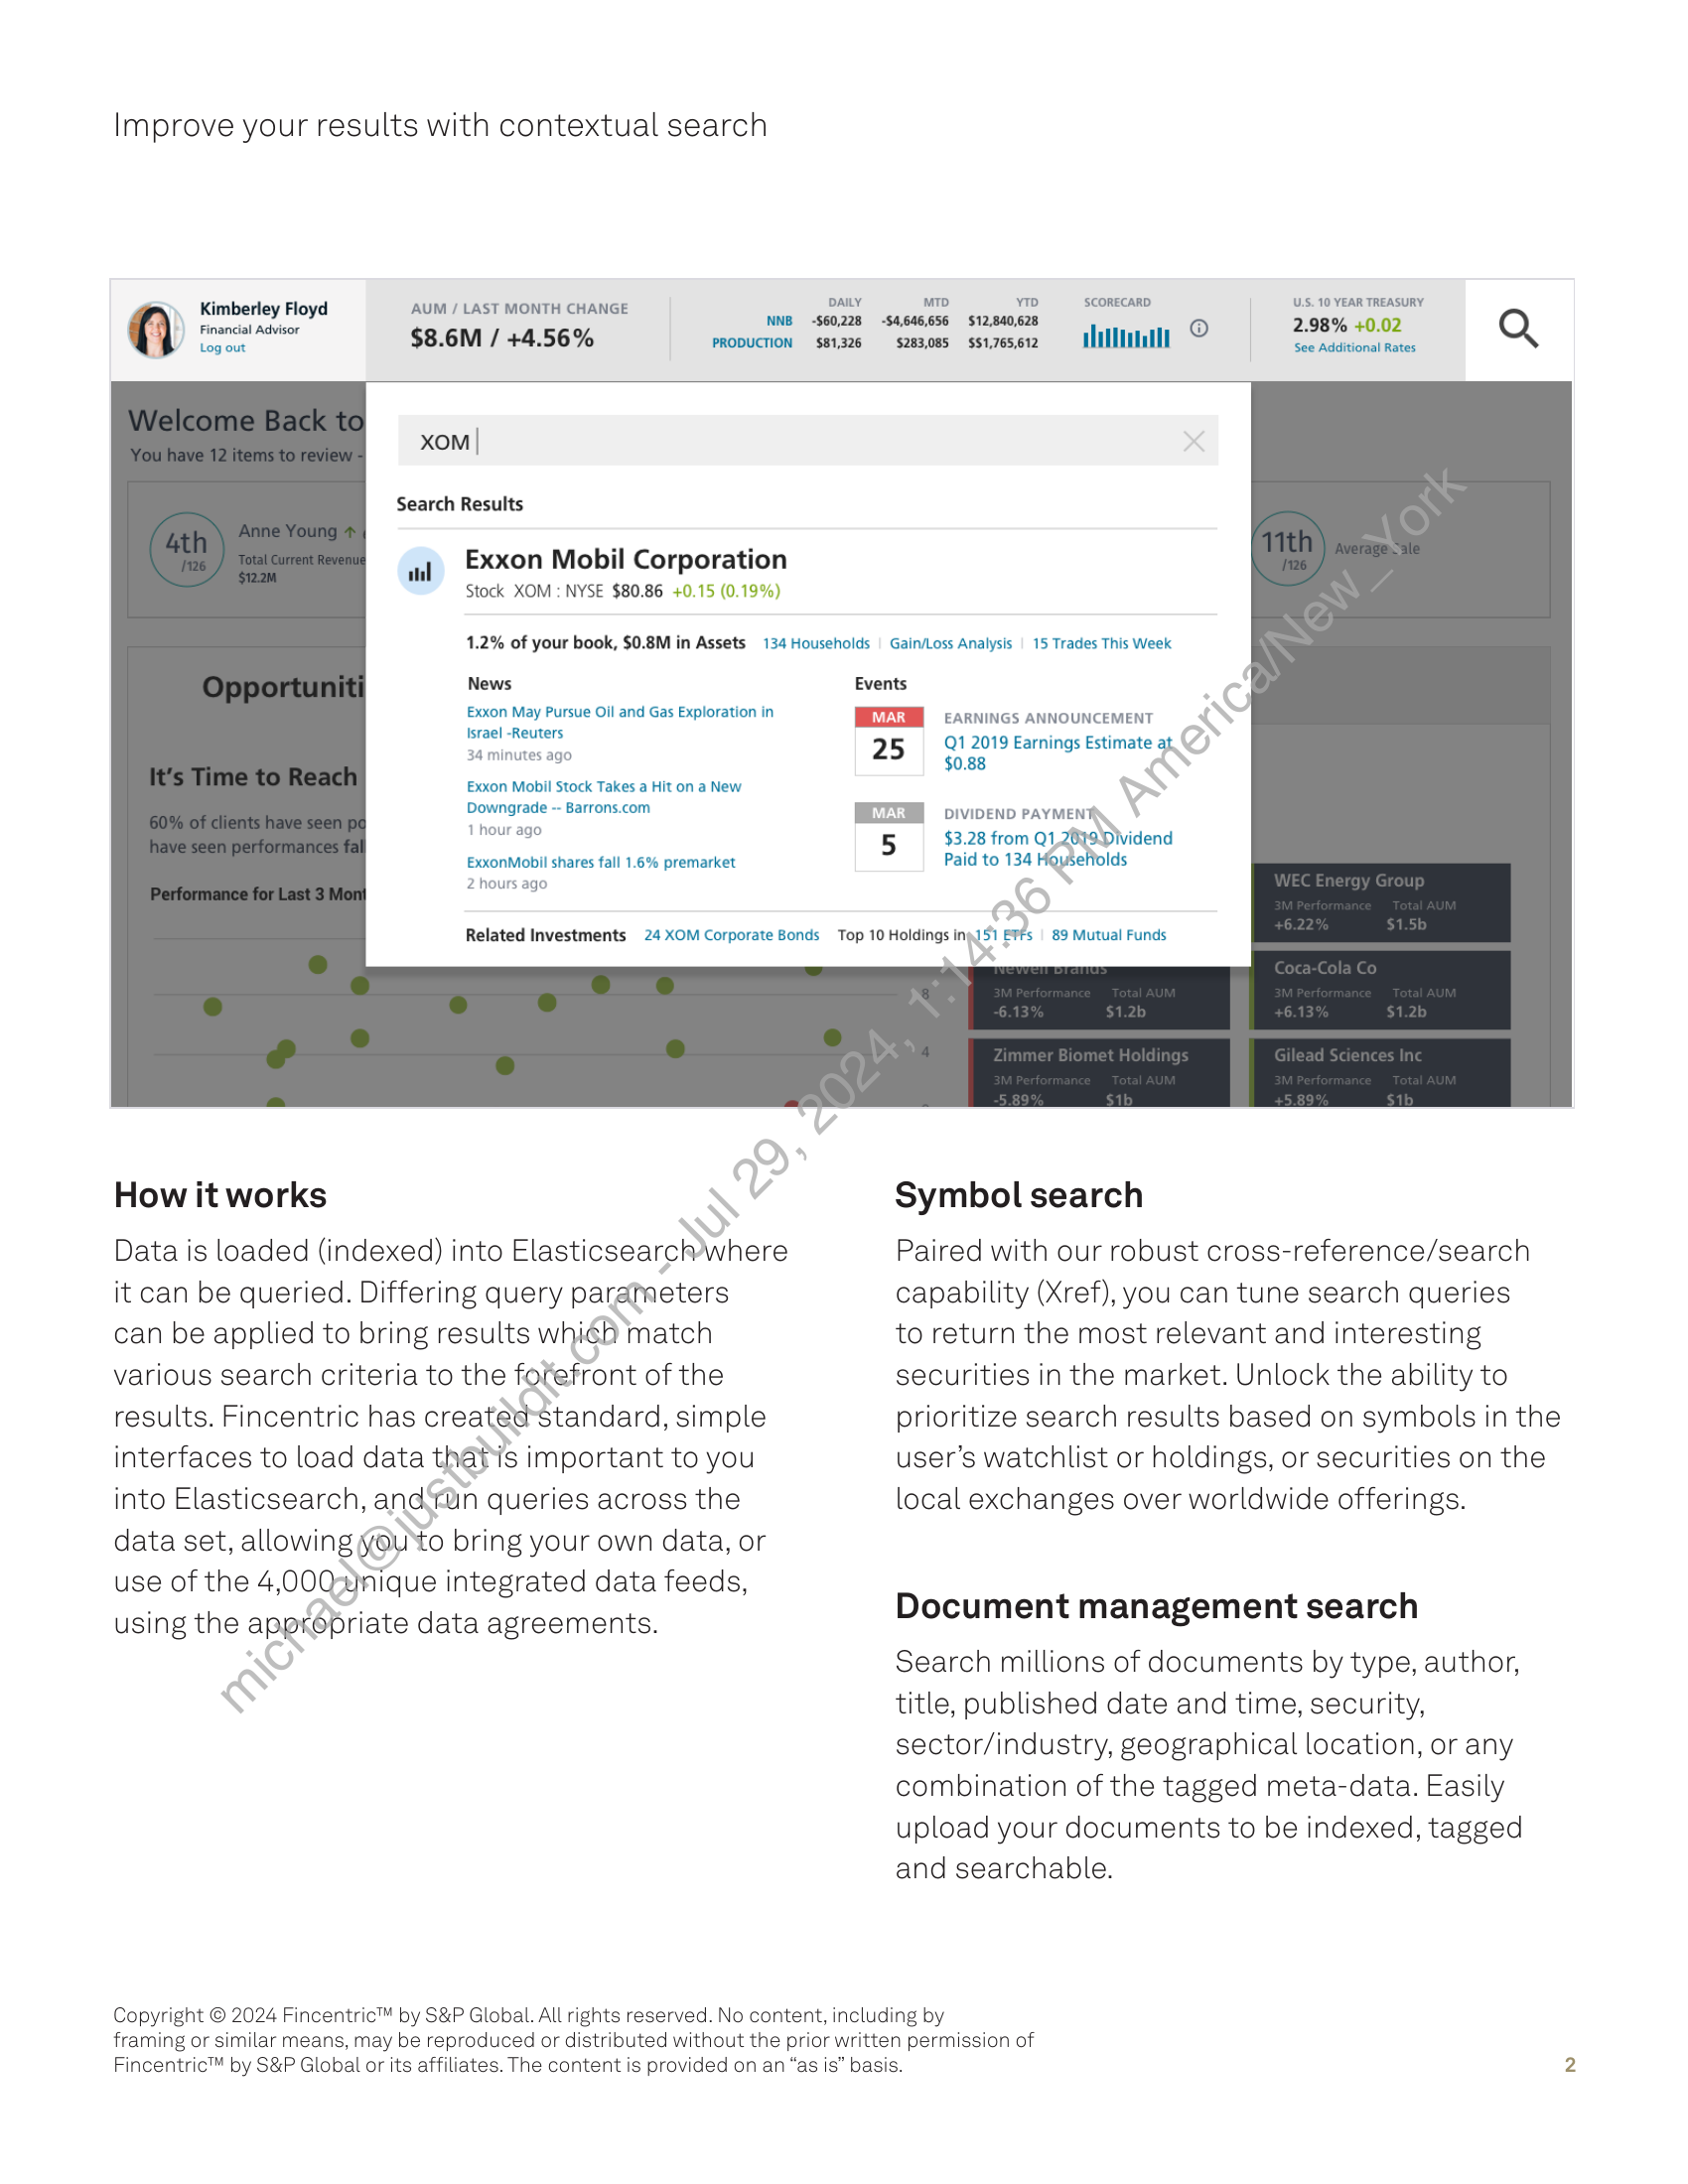 Improve your results with contextual search
Kimberley Floyd
Financial Advisor
Log out
AUM / LAST MONTH CHANGE
$8.6M / +4.56%
DAILY MTD YTD
NNB -$60,228 -$4,646,656 $12,840,628
PRODUCTION $81,326 $283,085 $$1,765,612
SCORECARD
U.S. 10 YEAR TREASURY
2.98% +0.02
See Additional Rates
Welcome Back to
You have 12 items to review -
4th
/126
Anne Young
Total Current Revenue
$12.2M
11th
/126
Average Sale
Opportuniti
It's Time to Reach
60% of clients have seen po
have seen performances fal
Performance for Last 3 Mont
XOM
Search Results
Exxon Mobil Corporation
Stock XOM : NYSE $80.86 +0.15 (0.19%)
1.2% of your book, $0.8M in Assets 134 Households | Gain/Loss Analysis | 15 Trades This Week
News
Exxon May Pursue Oil and Gas Exploration in
Israel -Reuters
34 minutes ago
Exxon Mobil Stock Takes a Hit on a New
Downgrade -- Barrons.com
1 hour ago
ExxonMobil shares fall 1.6% premarket
2 hours ago
Events
MAR
25
EARNINGS ANNOUNCEMENT
Q1 2019 Earnings Estimate at
$0.88
MAR
5
DIVIDEND PAYMENT
$3.28 from Q1 2019 Dividend
Paid to 134 Households
Related Investments 24 XOM Corporate Bonds Top 10 Holdings in 151 ETFs | 89 Mutual Funds
8
4
WEC Energy Group
3M Performance Total AUM
+6.22% $1.5b
Newell Brands
3M Performance Total AUM
-6.13% $1.2b
Coca-Cola Co
3M Performance Total AUM
+6.13% $1.2b
Zimmer Biomet Holdings
3M Performance Total AUM
-5.89% $1b
Gilead Sciences Inc
3M Performance Total AUM
+5.89% $1b
How it works
Data is loaded (indexed) into Elasticsearch where
it can be queried. Differing query parameters
can be applied to bring results which match
various search criteria to the forefront of the
results. Fincentric has created standard, simple
interfaces to load data that is important to you
into Elasticsearch, and run queries across the
data set, allowing you to bring your own data, or
use of the 4,000 unique integrated data feeds,
using the appropriate data agreements.
Symbol search
Paired with our robust cross-reference/search
capability (Xref), you can tune search queries
to return the most relevant and interesting
securities in the market. Unlock the ability to
prioritize search results based on symbols in the
user's watchlist or holdings, or securities on the
local exchanges over worldwide offerings.
Document management search
Search millions of documents by type, author,
title, published date and time, security,
sector/industry, geographical location, or any
combination of the tagged meta-data. Easily
upload your documents to be indexed, tagged
and searchable.
michael@justbuildit.com - Jul 29, 2024, 1:14:36 PM America/New_York
Copyright © 2024 Fincentric™ by S&P Global. All rights reserved. No content, including by
framing or similar means, may be reproduced or distributed without the prior written permission of
Fincentric™ by S&P Global or its affiliates. The content is provided on an “as is” basis.
2